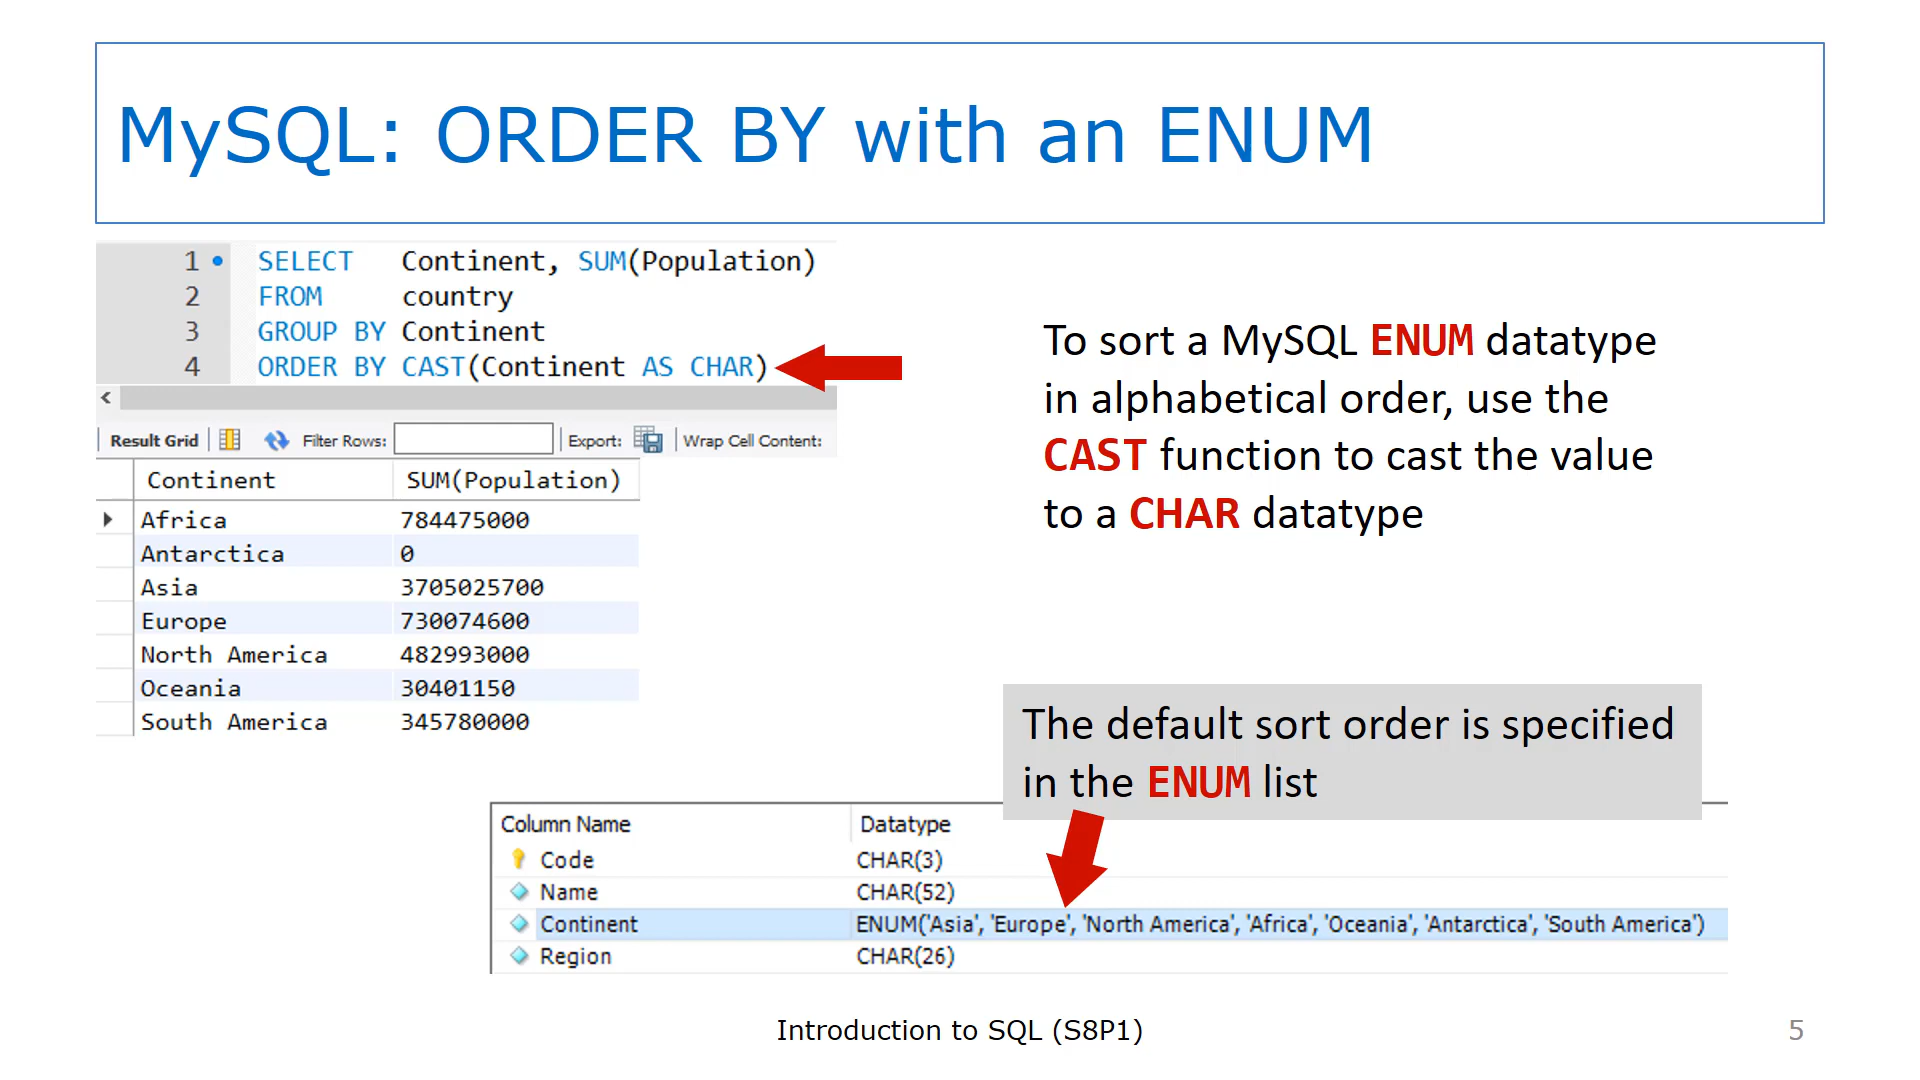 MySQL: ORDER BY with an ENUM
1 SELECT Continent, SUM(Population)
2 FROM country
3 GROUP BY Continent
4 ORDER BY CAST(Continent AS CHAR)
Result Grid Filter Rows: Export: Wrap Cell Content:
Continent SUM(Population)
Africa 784475000
Antarctica 0
Asia 3705025700
Europe 730074600
North America 482993000
Oceania 30401150
South America 345780000
To sort a MySQL ENUM datatype
in alphabetical order, use the
CAST function to cast the value
to a CHAR datatype
The default sort order is specified
in the ENUM list
Column Name Datatype
Code CHAR(3)
Name CHAR(52)
Continent ENUM('Asia', 'Europe', 'North America', 'Africa', 'Oceania', 'Antarctica', 'South America')
Region CHAR(26)
Introduction to SQL (S8P1)
5